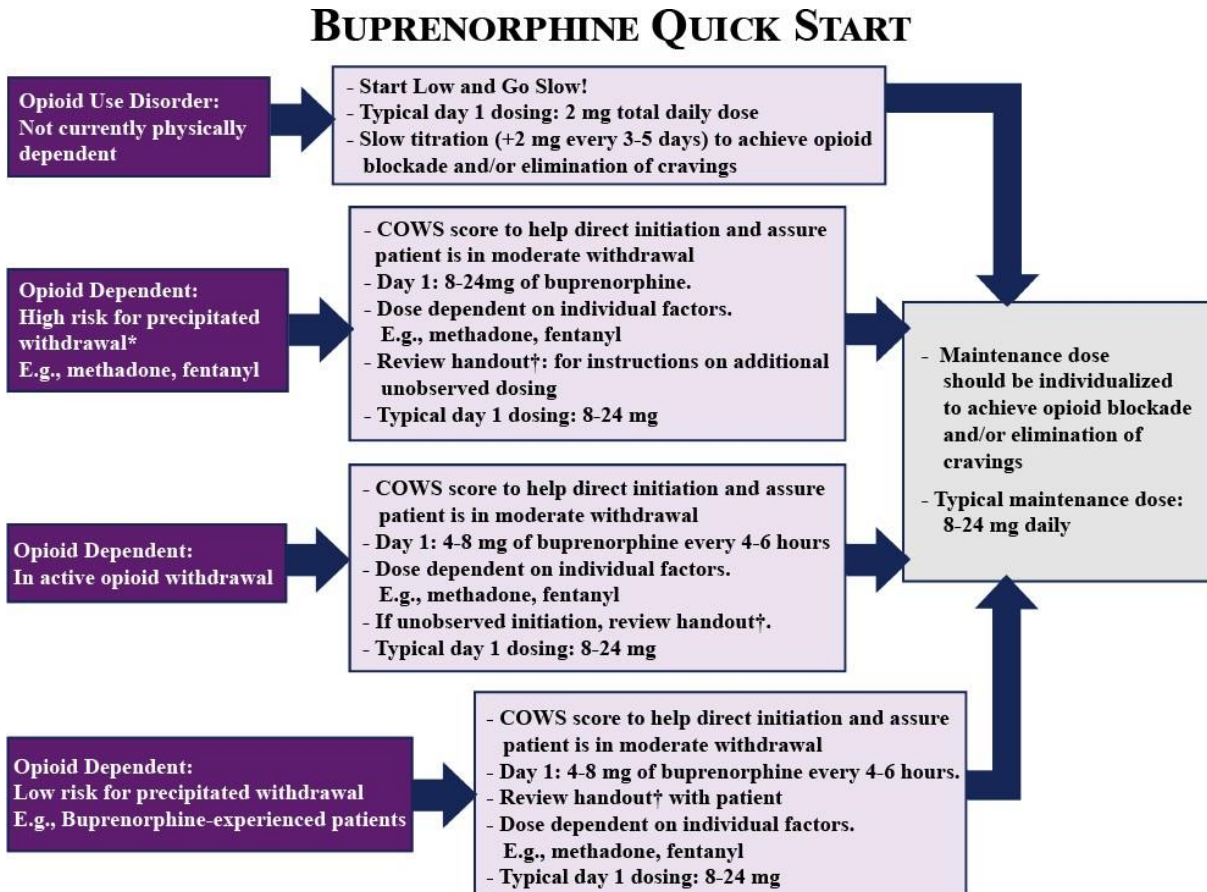 BUPRENORPHINE QUICK START
Opioid Use Disorder:
Not currently physically
dependent
- Start Low and Go Slow!
- Typical day 1 dosing: 2 mg total daily dose
- Slow titration (+2 mg every 3-5 days) to achieve opioid
blockade and/or elimination of cravings
Opioid Dependent:
High risk for precipitated
withdrawal*
E.g., methadone, fentanyl
- COWS score to help direct initiation and assure
patient is in moderate withdrawal
- Day 1: 8-24mg of buprenorphine.
- Dose dependent on individual factors.
E.g., methadone, fentanyl
- Review handout†: for instructions on additional
unobserved dosing
- Typical day 1 dosing: 8-24 mg
Opioid Dependent:
In active opioid withdrawal
- COWS score to help direct initiation and assure
patient is in moderate withdrawal
- Day 1: 4-8 mg of buprenorphine every 4-6 hours
- Dose dependent on individual factors.
E.g., methadone, fentanyl
- If unobserved initiation, review handout†.
- Typical day 1 dosing: 8-24 mg
Opioid Dependent:
Low risk for precipitated withdrawal
E.g., Buprenorphine-experienced patients
- COWS score to help direct initiation and assure
patient is in moderate withdrawal
- Day 1: 4-8 mg of buprenorphine every 4-6 hours.
- Review handout† with patient
- Dose dependent on individual factors.
E.g., methadone, fentanyl
- Typical day 1 dosing: 8-24 mg
- Maintenance dose
should be individualized
to achieve opioid blockade
and/or elimination of
cravings
- Typical maintenance dose:
8-24 mg daily